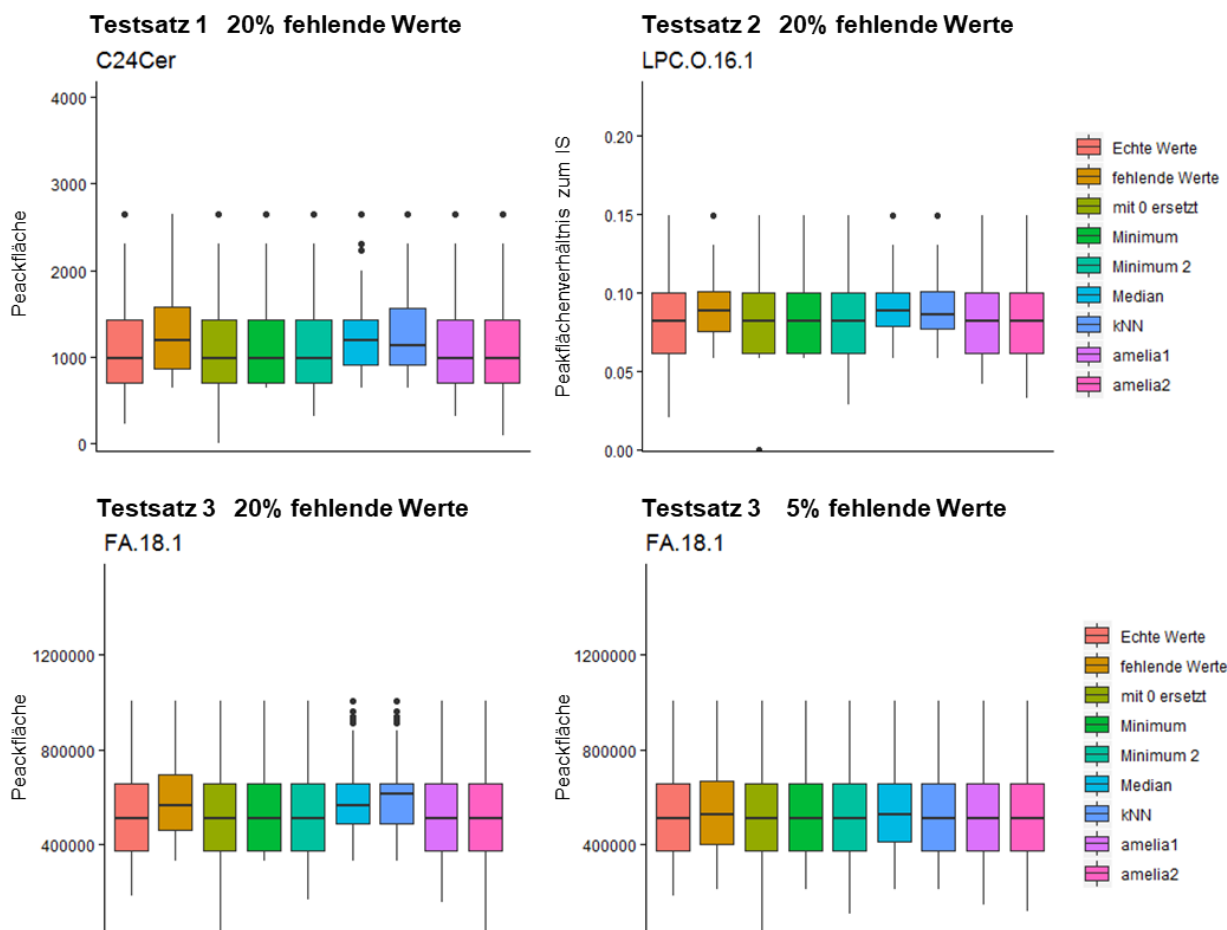 Testsatz 1 20% fehlende Werte
C24Cer
Peackfläche
4000
3000
2000
1000
0
Testsatz 2 20% fehlende Werte
LPC.O.16.1
Peakflächenverhältnis zum IS
0.20
0.15
0.10
0.05
0.00
Echte Werte
fehlende Werte
mit 0 ersetzt
Minimum
Minimum 2
Median
kNN
amelia1
amelia2
Testsatz 3 20% fehlende Werte
FA.18.1
Peackfläche
1200000
800000
400000
Testsatz 3 5% fehlende Werte
FA.18.1
Peackfläche
1200000
800000
400000
Echte Werte
fehlende Werte
mit 0 ersetzt
Minimum
Minimum 2
Median
kNN
amelia1
amelia2